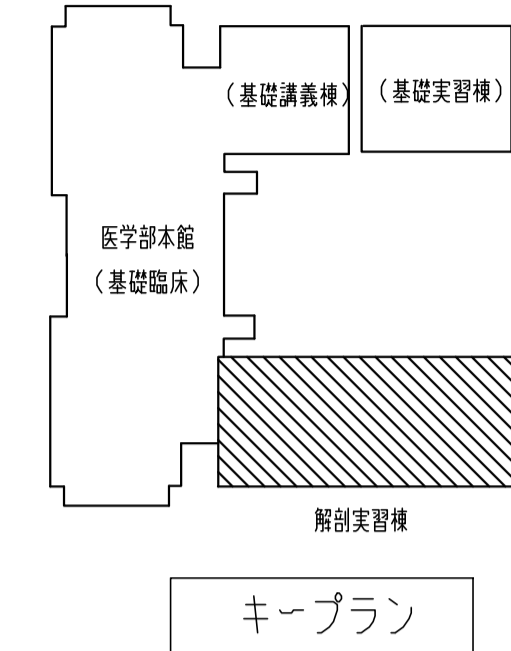 （基礎講義棟）
（基礎実習棟）
医学部本館
（基礎臨床）
解剖実習棟
キープラン